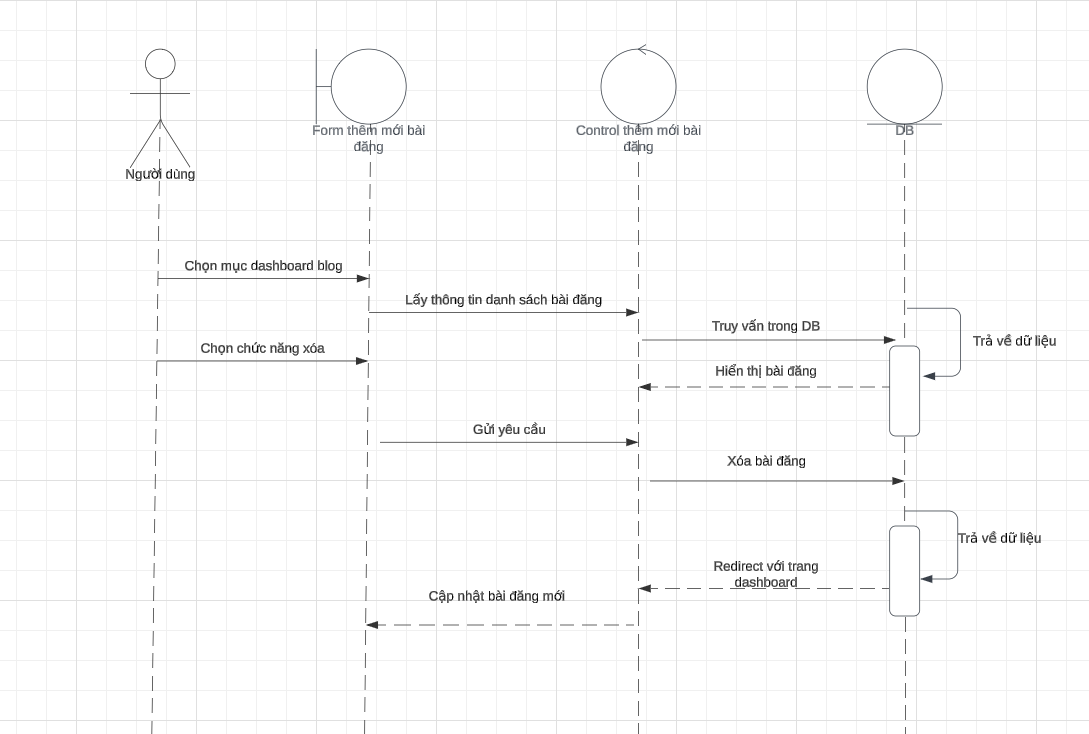 Form thêm mới bài
đăng
Control thêm mới bài
đăng
DB
Người dùng
Chọn mục dashboard blog
Lấy thông tin danh sách bài đăng
Truy vấn trong DB
Trả về dữ liệu
Chọn chức năng xóa
Hiển thị bài đăng
Gửi yêu cầu
Xóa bài đăng
Trả về dữ liệu
Redirect với trang
dashboard
Cập nhật bài đăng mới